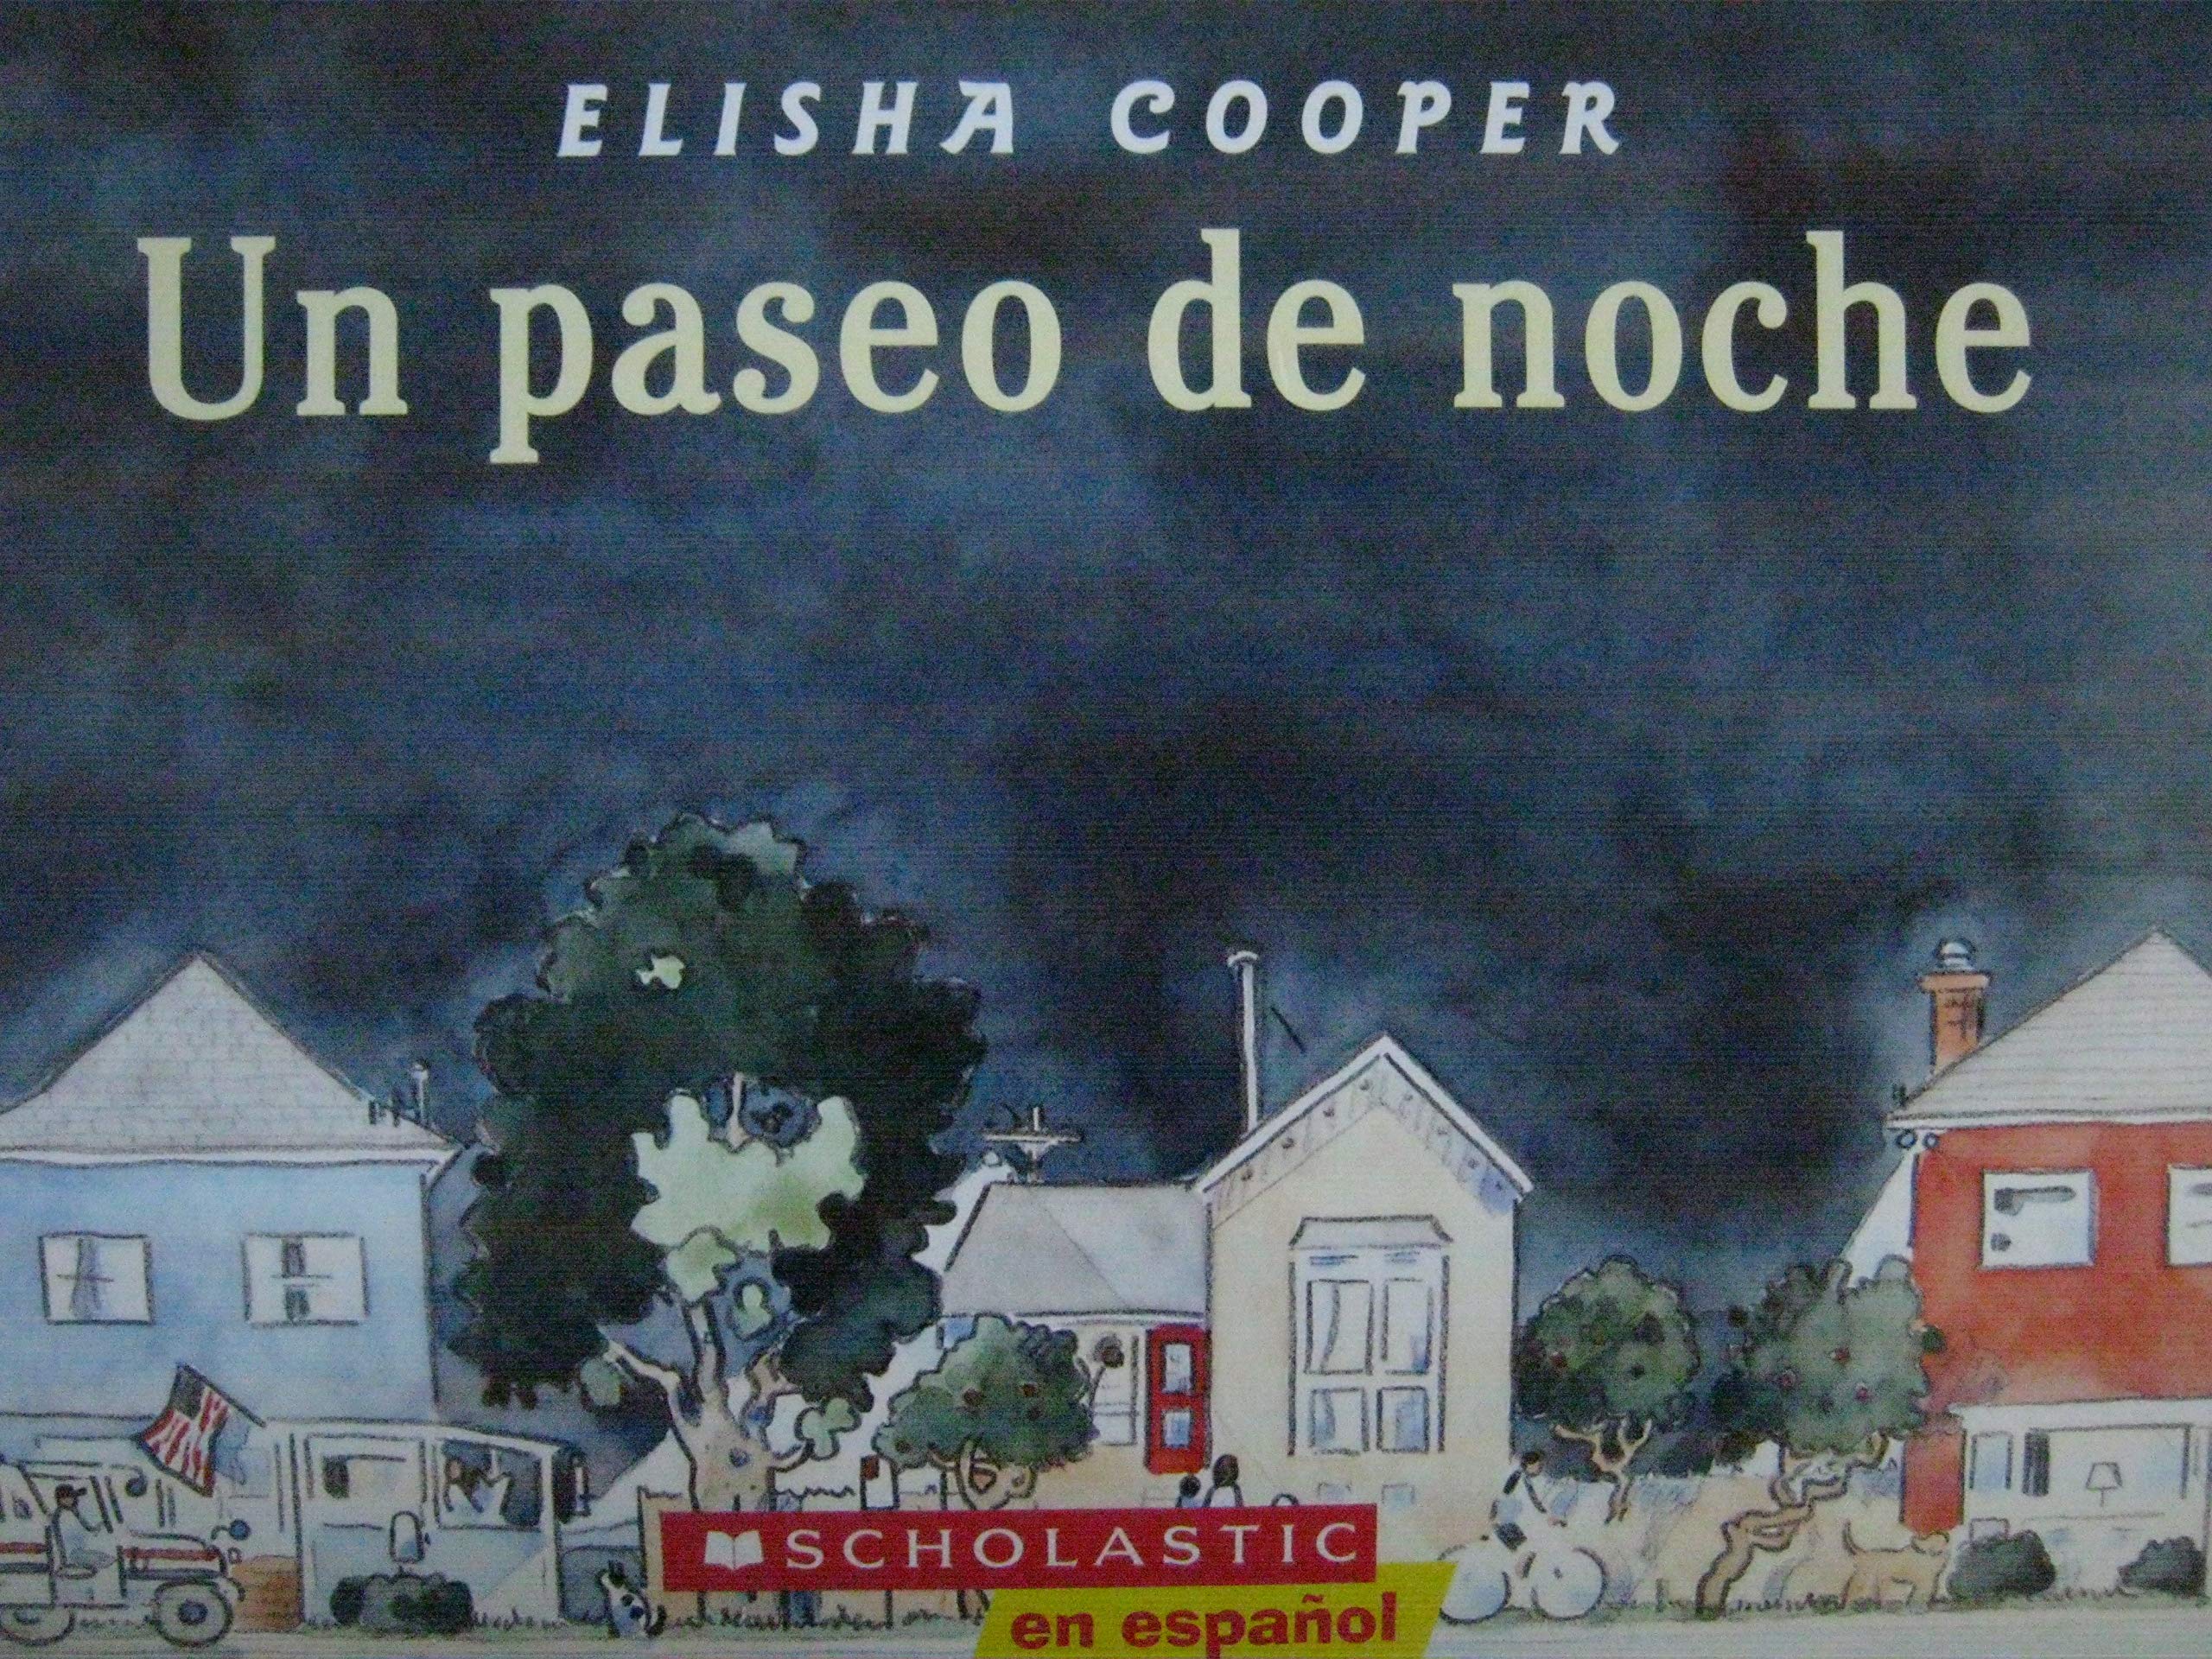 ELISHA COOPER
Un paseo de noche
SCHOLASTIC
en español